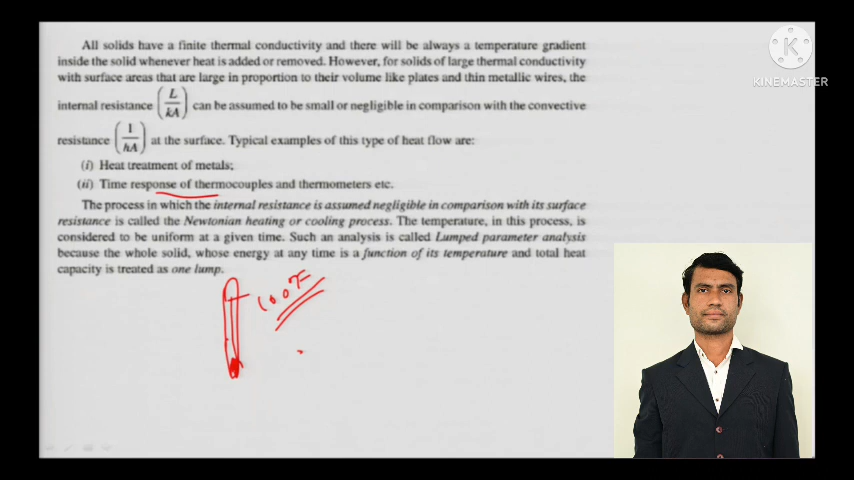 All solids have a finite thermal conductivity and there will be always a temperature gradient
inside the solid whenever heat is added or removed. However, for solids of large thermal conductivity
with surface areas that are large in proportion to their volume like plates and thin metallic wires, the
internal resistance (L/kA) can be assumed to be small or negligible in comparison with the convective
resistance (1/hA) at the surface. Typical examples of this type of heat flow are:
(i) Heat treatment of metals;
(ii) Time response of thermocouples and thermometers etc.
The process in which the internal resistance is assumed negligible in comparison with its surface
resistance is called the Newtonian heating or cooling process. The temperature, in this process, is
considered to be uniform at a given time. Such an analysis is called Lumped parameter analysis
because the whole solid, whose energy at any time is a function of its temperature and total heat
capacity is treated as one lump.
K
KINEMASTER